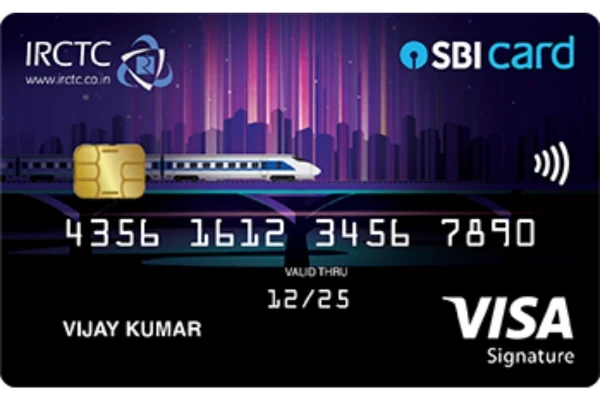 IRCTC
www.irctc.co.in
SBI card
4356 1612 3456 7890
VALID THRU
12/25
VIJAY KUMAR
VISA
Signature